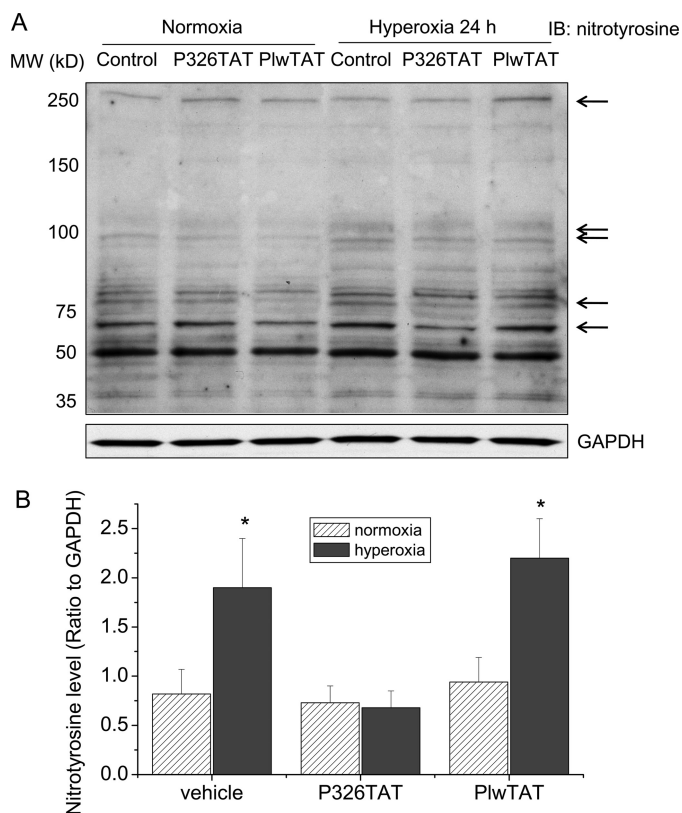 A
Normoxia Hyperoxia 24 h IB: nitrotyrosine
MW (kD) Control P326TAT PlwTAT Control P326TAT PlwTAT
250
150
100
75
50
35
GAPDH
B
Nitrotyrosine level (Ratio to GAPDH)
2.5
2.0
1.5
1.0
0.5
0.0
* *
normoxia
hyperoxia
vehicle P326TAT PlwTAT